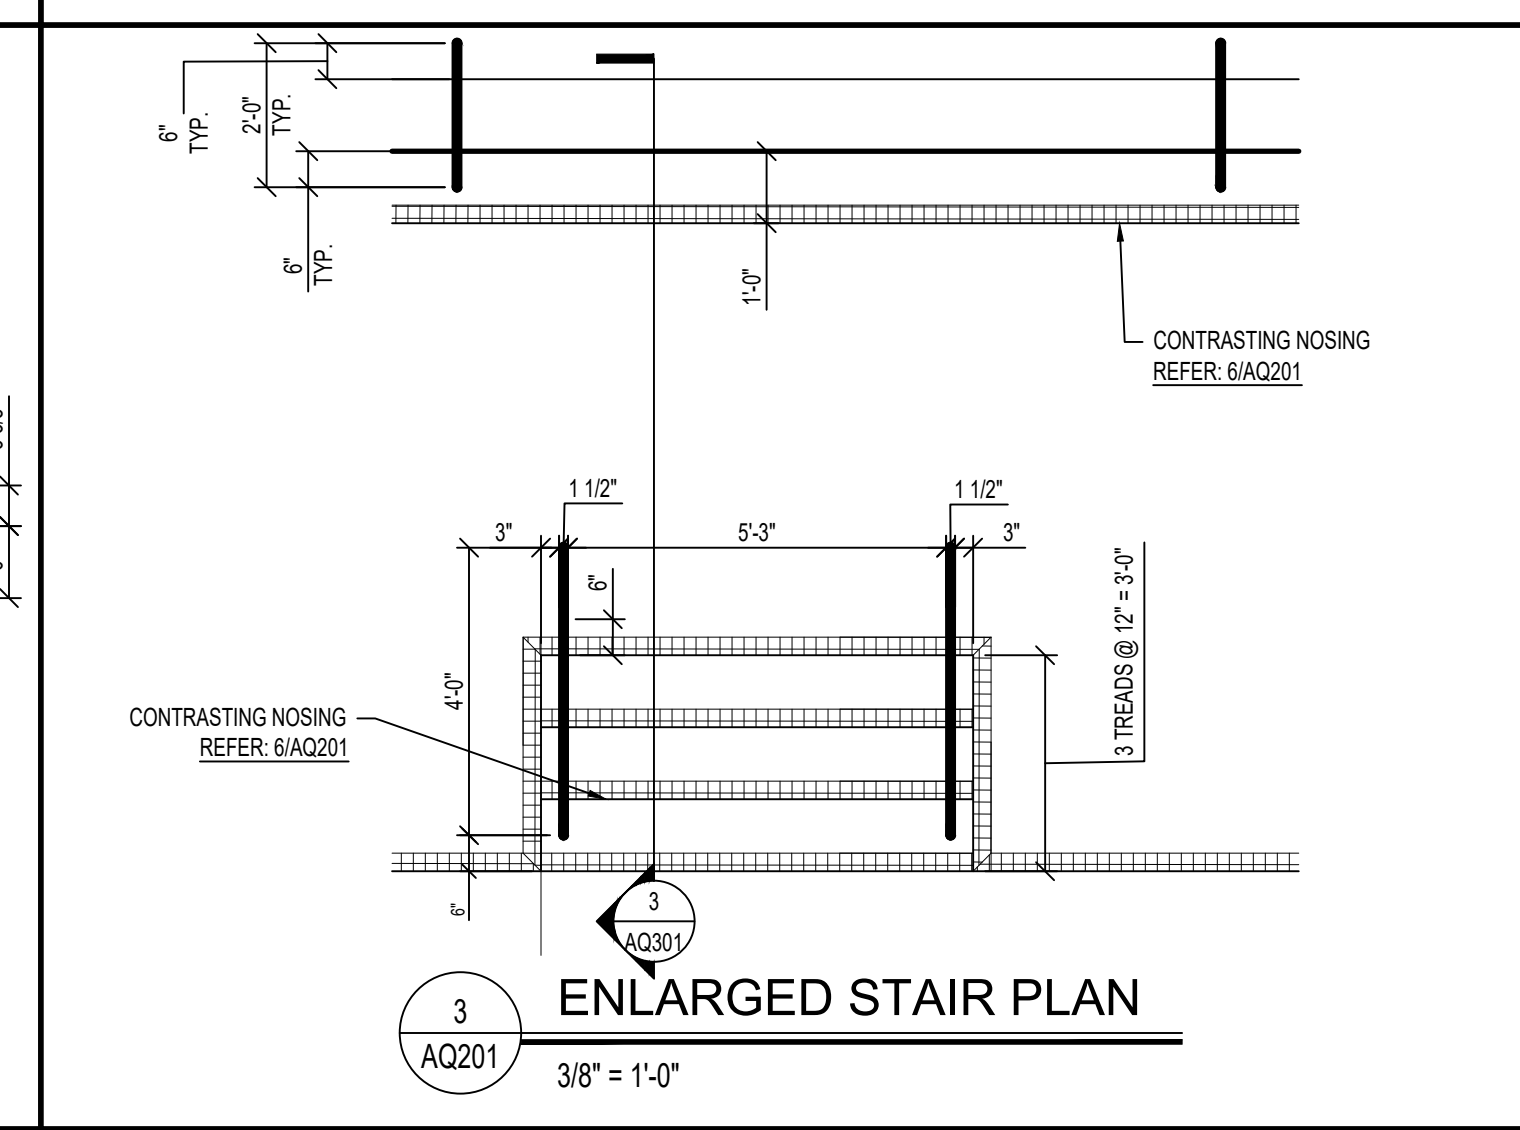 6"
TYP.
2'-0"
TYP.
6"
TYP.
1'-0"
CONTRASTING NOSING
REFER: 6/AQ201
1 1/2"
1 1/2"
3"
5'-3"
3"
6"
4'-0"
3 TREADS @ 12" = 3'-0"
CONTRASTING NOSING
REFER: 6/AQ201
6"
3
AQ301
3
AQ201
ENLARGED STAIR PLAN
3/8" = 1'-0"